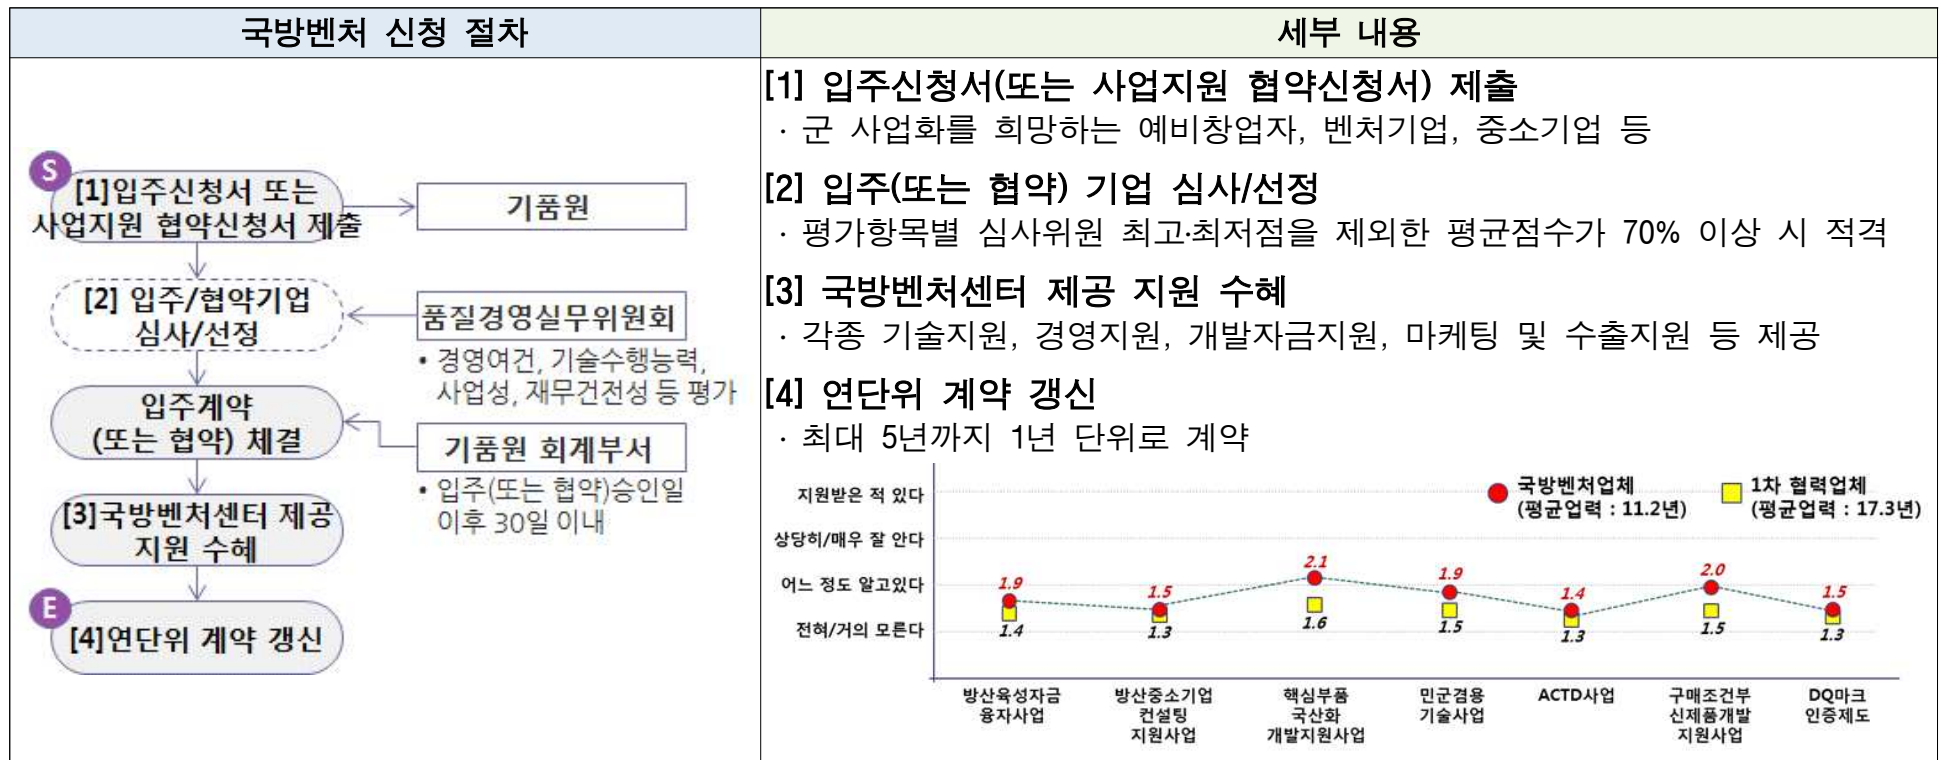 국방벤처 신청 절차
세부 내용
S
[1]입주신청서 또는
사업지원 협약신청서 제출
기품원
[2] 입주/협약기업
심사/선정
품질경영실무위원회
• 경영여건, 기술수행능력,
사업성, 재무건전성 등 평가
입주계약
(또는 협약) 체결
기품원 회계부서
• 입주(또는 협약)승인일
이후 30일 이내
[3]국방벤처센터 제공
지원 수혜
E
[4]연단위 계약 갱신
[1] 입주신청서(또는 사업지원 협약신청서) 제출
· 군 사업화를 희망하는 예비창업자, 벤처기업, 중소기업 등
[2] 입주(또는 협약) 기업 심사/선정
· 평가항목별 심사위원 최고·최저점을 제외한 평균점수가 70% 이상 시 적격
[3] 국방벤처센터 제공 지원 수혜
· 각종 기술지원, 경영지원, 개발자금지원, 마케팅 및 수출지원 등 제공
[4] 연단위 계약 갱신
· 최대 5년까지 1년 단위로 계약
국방벤처업체
(평균업력 : 11.2년)
1차 협력업체
(평균업력 : 17.3년)
지원받은 적 있다
상당히/매우 잘 안다
어느 정도 알고있다
전혀/거의 모른다
1.9 1.5 2.1 1.9 1.4 2.0 1.5
1.4 1.3 1.6 1.5 1.3 1.5 1.3
방산육성자금
융자사업
방산중소기업
컨설팅
지원사업
핵심부품
국산화
개발지원사업
민군겸용
기술사업
ACTD사업
구매조건부
신제품개발
지원사업
DQ마크
인증제도